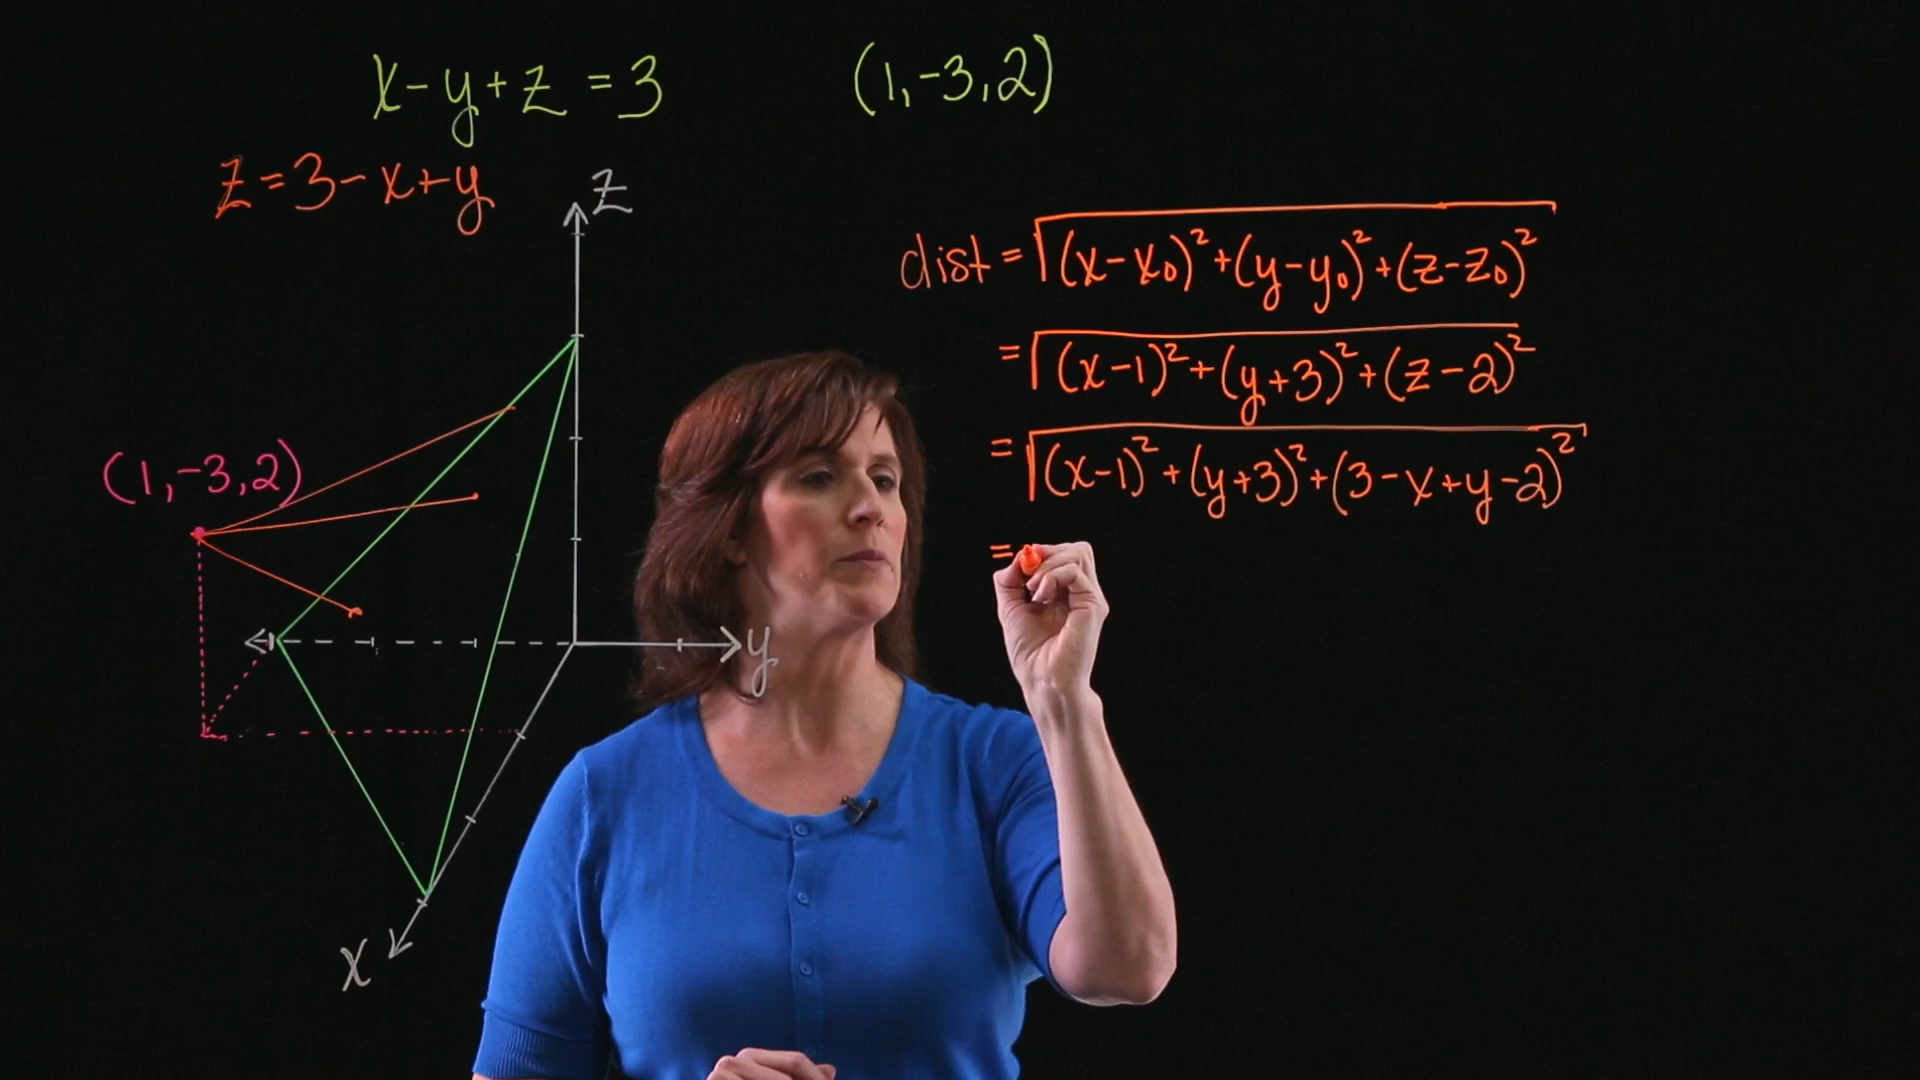 x-y+z=3
(1,-3,2)
z=3-x+y
z
dist = √(x-x₀)²+(y-y₀)²+(z-z₀)²
= √(x-1)²+(y+3)²+(z-2)²
= √(x-1)²+(y+3)²+(3-x+y-2)²
=
(1,-3,2)
y
x